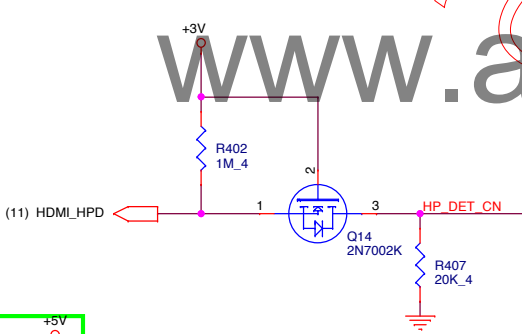 +3V
www.a
R402
1M_4
2
(11) HDMI_HPD
1
3
HP_DET_CN
Q14
2N7002K
R407
20K_4
+5V